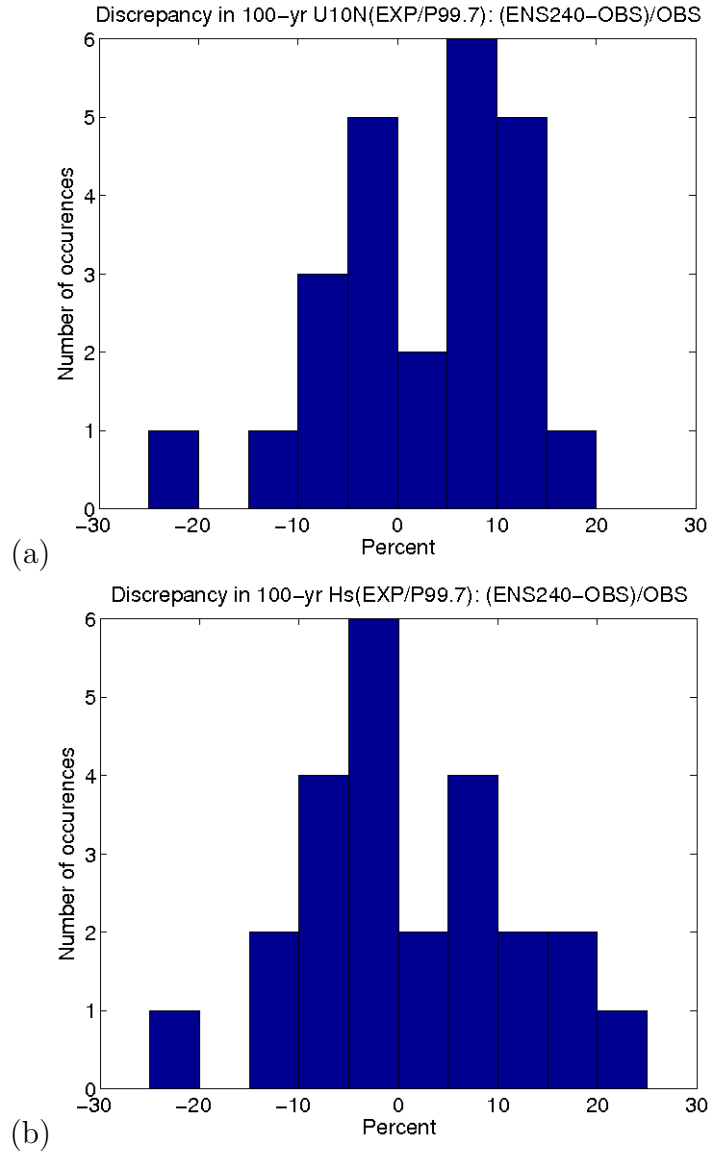 Discrepancy in 100−yr U10N(EXP/P99.7): (ENS240−OBS)/OBS
6
5
4
3
2
1
0
Number of occurences
−30 −20 −10 0 10 20 30
Percent
(a)
Discrepancy in 100−yr Hs(EXP/P99.7): (ENS240−OBS)/OBS
6
5
4
3
2
1
0
Number of occurences
−30 −20 −10 0 10 20 30
Percent
(b)